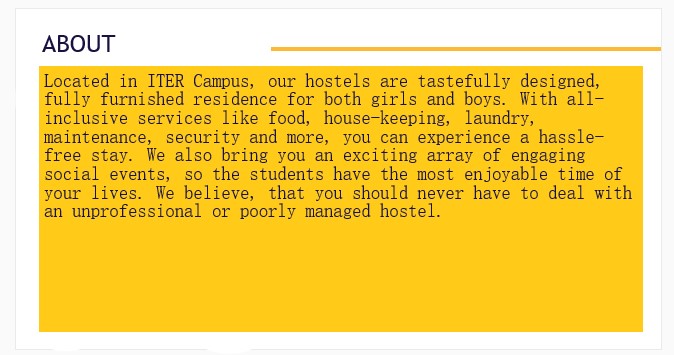 ABOUT
Located in ITER Campus, our hostels are tastefully designed,
fully furnished residence for both girls and boys. With all-
inclusive services like food, house-keeping, laundry,
maintenance, security and more, you can experience a hassle-
free stay. We also bring you an exciting array of engaging
social events, so the students have the most enjoyable time of
your lives. We believe, that you should never have to deal with
an unprofessional or poorly managed hostel.